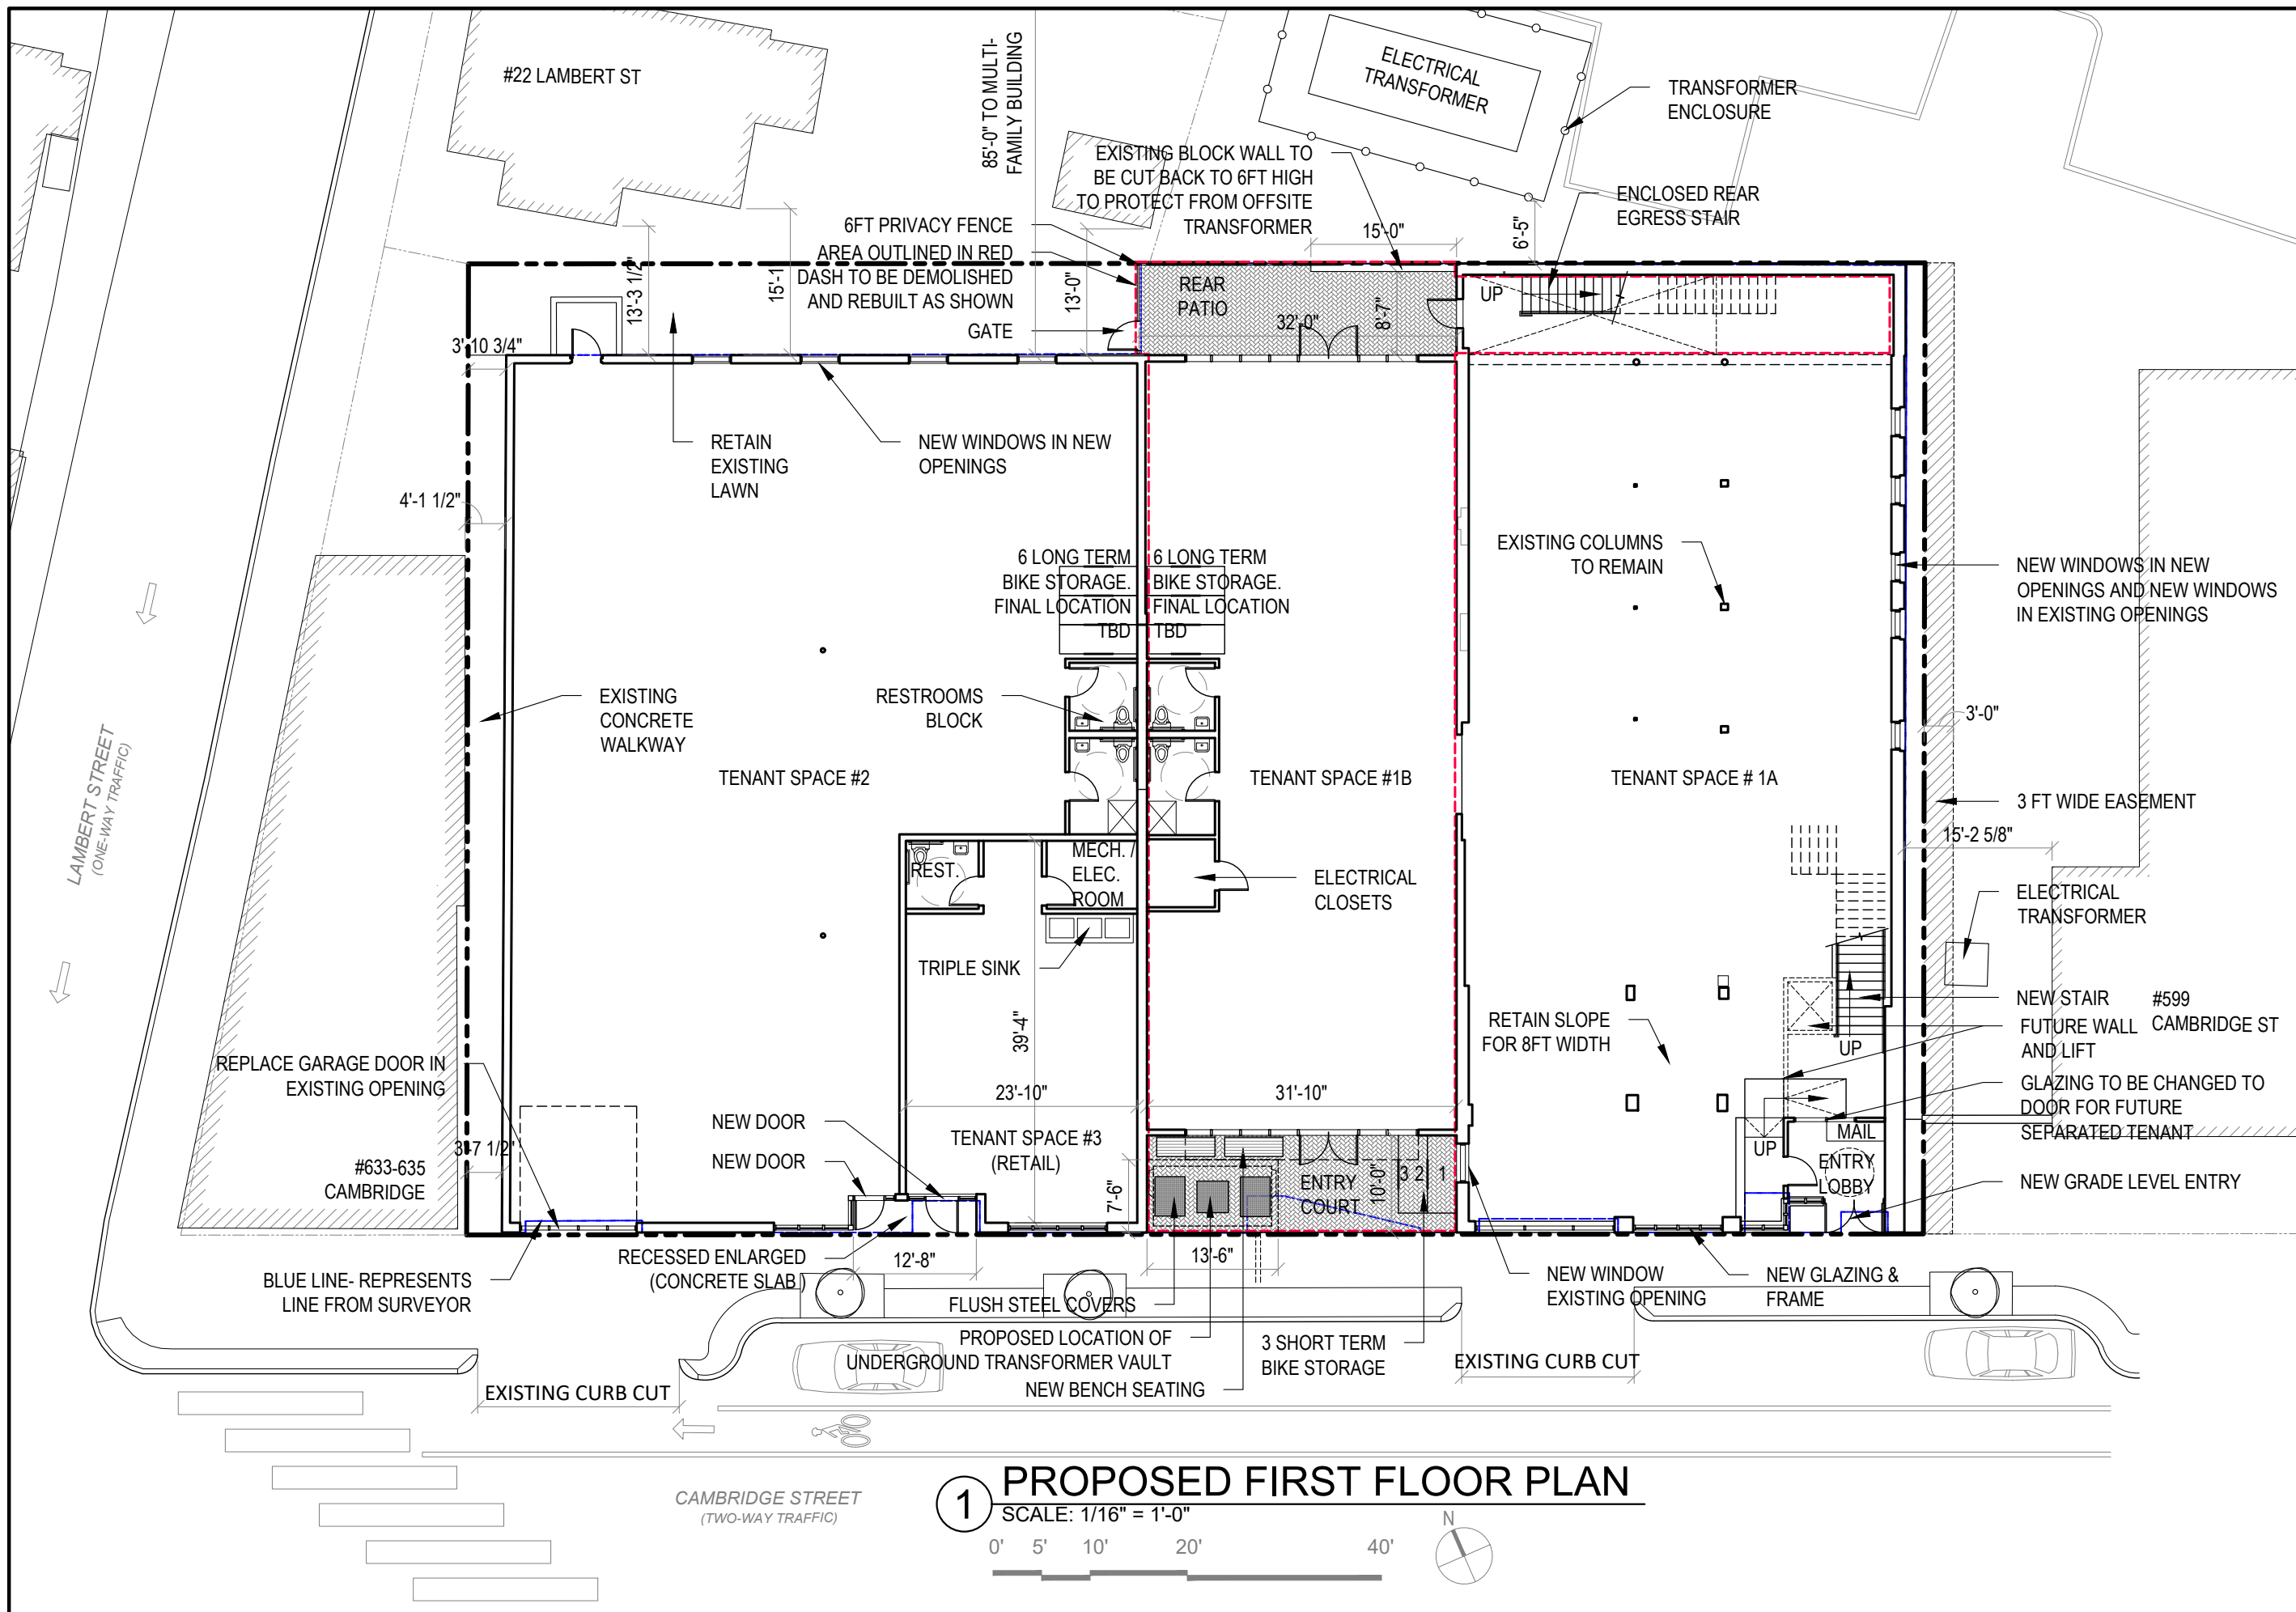 #22 LAMBERT ST
85'-0" TO MULTI-
FAMILY BUILDING
ELECTRICAL
TRANSFORMER
TRANSFORMER
ENCLOSURE
EXISTING BLOCK WALL TO
BE CUT BACK TO 6FT HIGH
TO PROTECT FROM OFFSITE
TRANSFORMER
ENCLOSED REAR
EGRESS STAIR
6FT PRIVACY FENCE
AREA OUTLINED IN RED
DASH TO BE DEMOLISHED
AND REBUILT AS SHOWN
GATE
15'-0"
6'-5"
13'-3 1/2"
15'-1
13'-0"
REAR
PATIO
32'-0"
8'-7"
UP
3'-10 3/4"
4'-1 1/2"
RETAIN
EXISTING
LAWN
NEW WINDOWS IN NEW
OPENINGS
6 LONG TERM
BIKE STORAGE.
FINAL LOCATION
TBD
6 LONG TERM
BIKE STORAGE.
FINAL LOCATION
TBD
EXISTING COLUMNS
TO REMAIN
NEW WINDOWS IN NEW
OPENINGS AND NEW WINDOWS
IN EXISTING OPENINGS
EXISTING
CONCRETE
WALKWAY
RESTROOMS
BLOCK
3'-0"
LAMBERT STREET
(ONE-WAY TRAFFIC)
TENANT SPACE #2
TENANT SPACE #1B
TENANT SPACE # 1A
3 FT WIDE EASEMENT
15'-2 5/8"
REST.
MECH. /
ELEC.
ROOM
ELECTRICAL
CLOSETS
ELECTRICAL
TRANSFORMER
TRIPLE SINK
39'-4"
RETAIN SLOPE
FOR 8FT WIDTH
NEW STAIR
#599
CAMBRIDGE ST
FUTURE WALL
AND LIFT
UP
REPLACE GARAGE DOOR IN
EXISTING OPENING
23'-10"
31'-10"
GLAZING TO BE CHANGED TO
DOOR FOR FUTURE
SEPARATED TENANT
NEW DOOR
NEW DOOR
TENANT SPACE #3
(RETAIL)
MAIL
UP
ENTRY
LOBBY
3'-7 1/2'
#633-635
CAMBRIDGE
7'-6"
ENTRY
COURT
10'-0"
3 2 1
NEW GRADE LEVEL ENTRY
RECESSED ENLARGED
(CONCRETE SLAB )
12'-8"
13'-6"
BLUE LINE- REPRESENTS
LINE FROM SURVEYOR
NEW WINDOW
EXISTING OPENING
NEW GLAZING &
FRAME
FLUSH STEEL COVERS
PROPOSED LOCATION OF
UNDERGROUND TRANSFORMER VAULT
3 SHORT TERM
BIKE STORAGE
NEW BENCH SEATING
EXISTING CURB CUT
EXISTING CURB CUT
CAMBRIDGE STREET
(TWO-WAY TRAFFIC)
1
PROPOSED FIRST FLOOR PLAN
SCALE: 1/16" = 1'-0"
0' 5' 10' 20' 40'
N